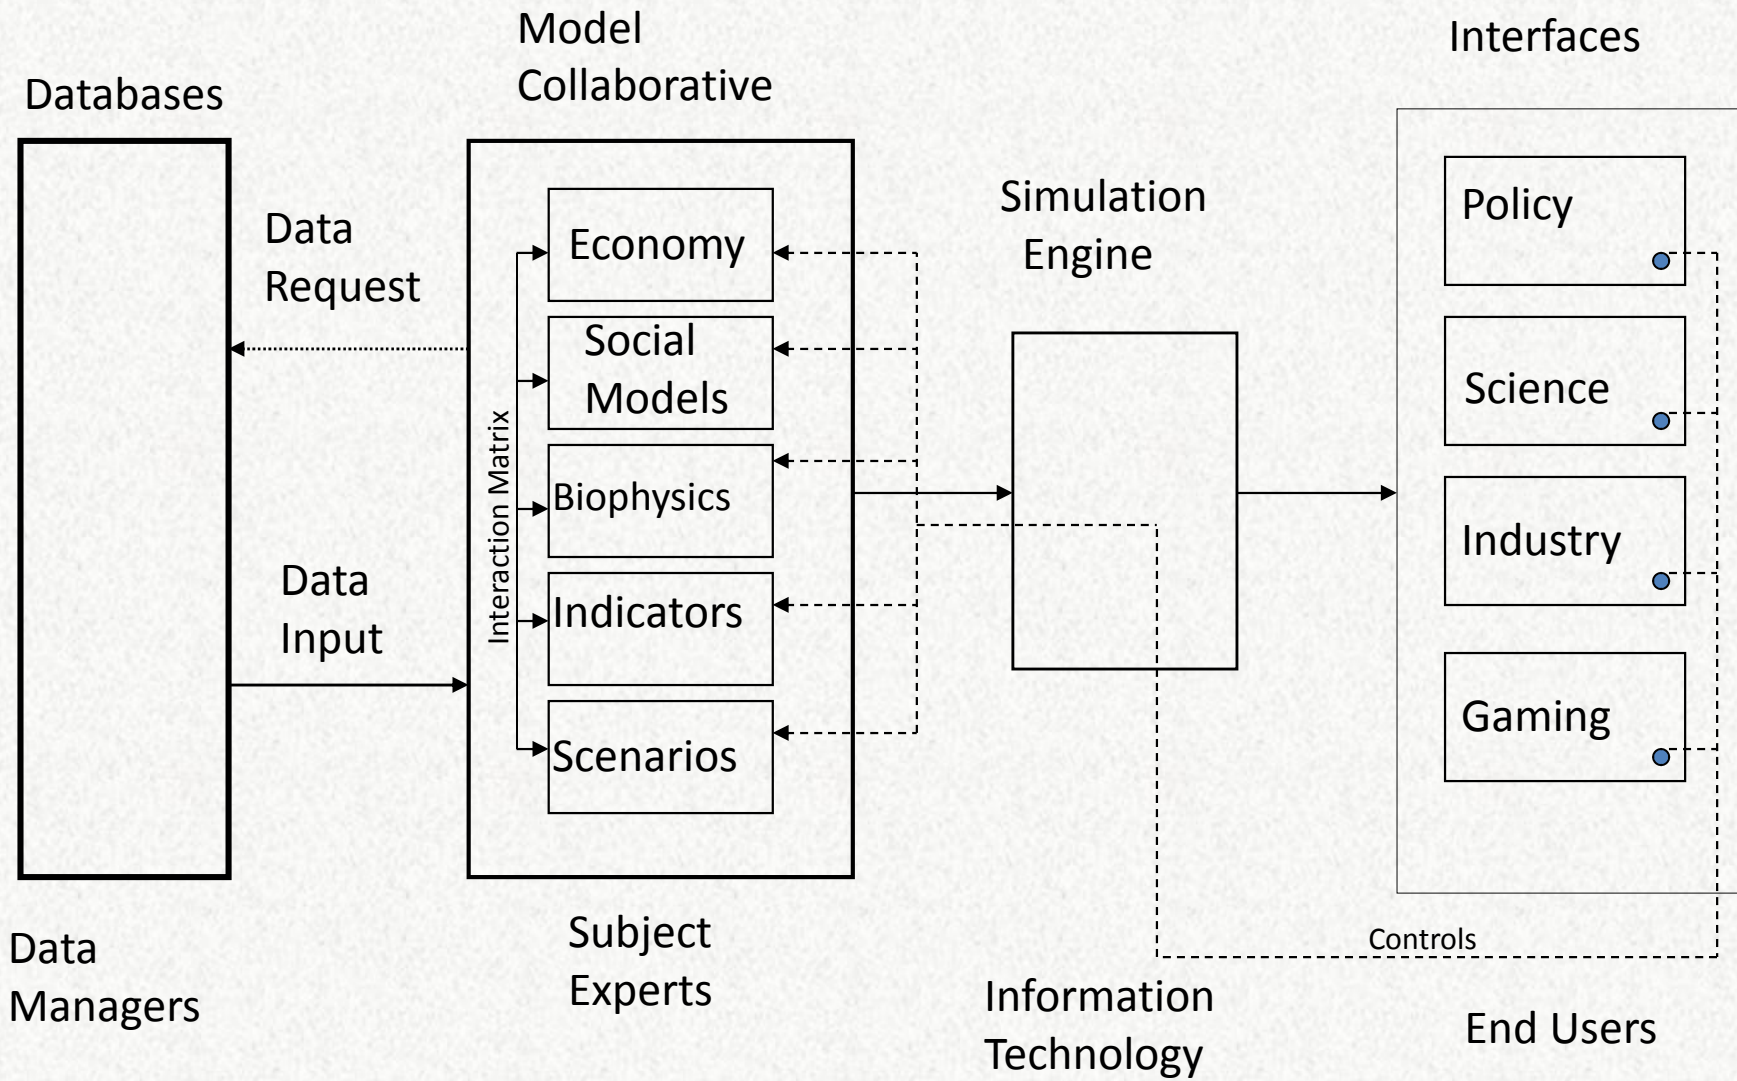 Databases
Model
Collaborative
Interfaces
Data
Request
Data
Input
Interaction Matrix
Economy
Social
Models
Biophysics
Indicators
Scenarios
Simulation
Engine
Policy
Science
Industry
Gaming
Controls
Data
Managers
Subject
Experts
Information
Technology
End Users